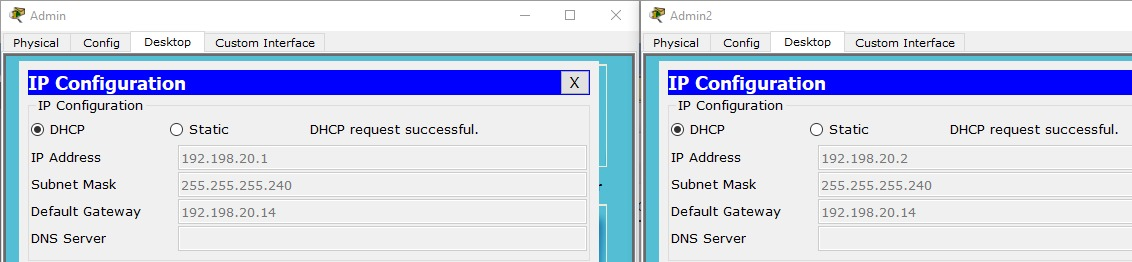 Admin
Physical Config Desktop Custom Interface
IP Configuration X
IP Configuration
DHCP Static DHCP request successful.
IP Address 192.198.20.1
Subnet Mask 255.255.255.240
Default Gateway 192.198.20.14
DNS Server
Admin2
Physical Config Desktop Custom Interface
IP Configuration
IP Configuration
DHCP Static DHCP request successful.
IP Address 192.198.20.2
Subnet Mask 255.255.255.240
Default Gateway 192.198.20.14
DNS Server